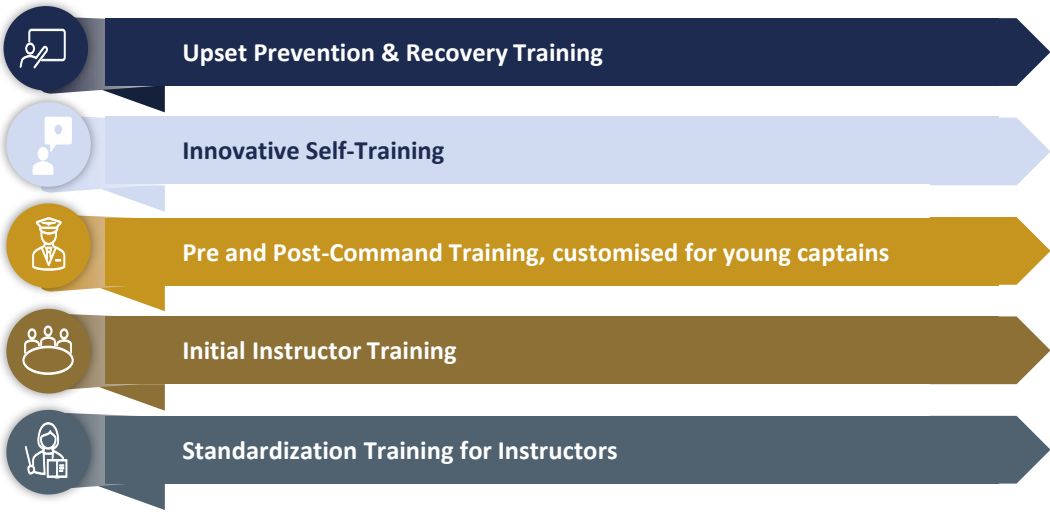 Upset Prevention & Recovery Training
Innovative Self-Training
Pre and Post-Command Training, customised for young captains
Initial Instructor Training
Standardization Training for Instructors